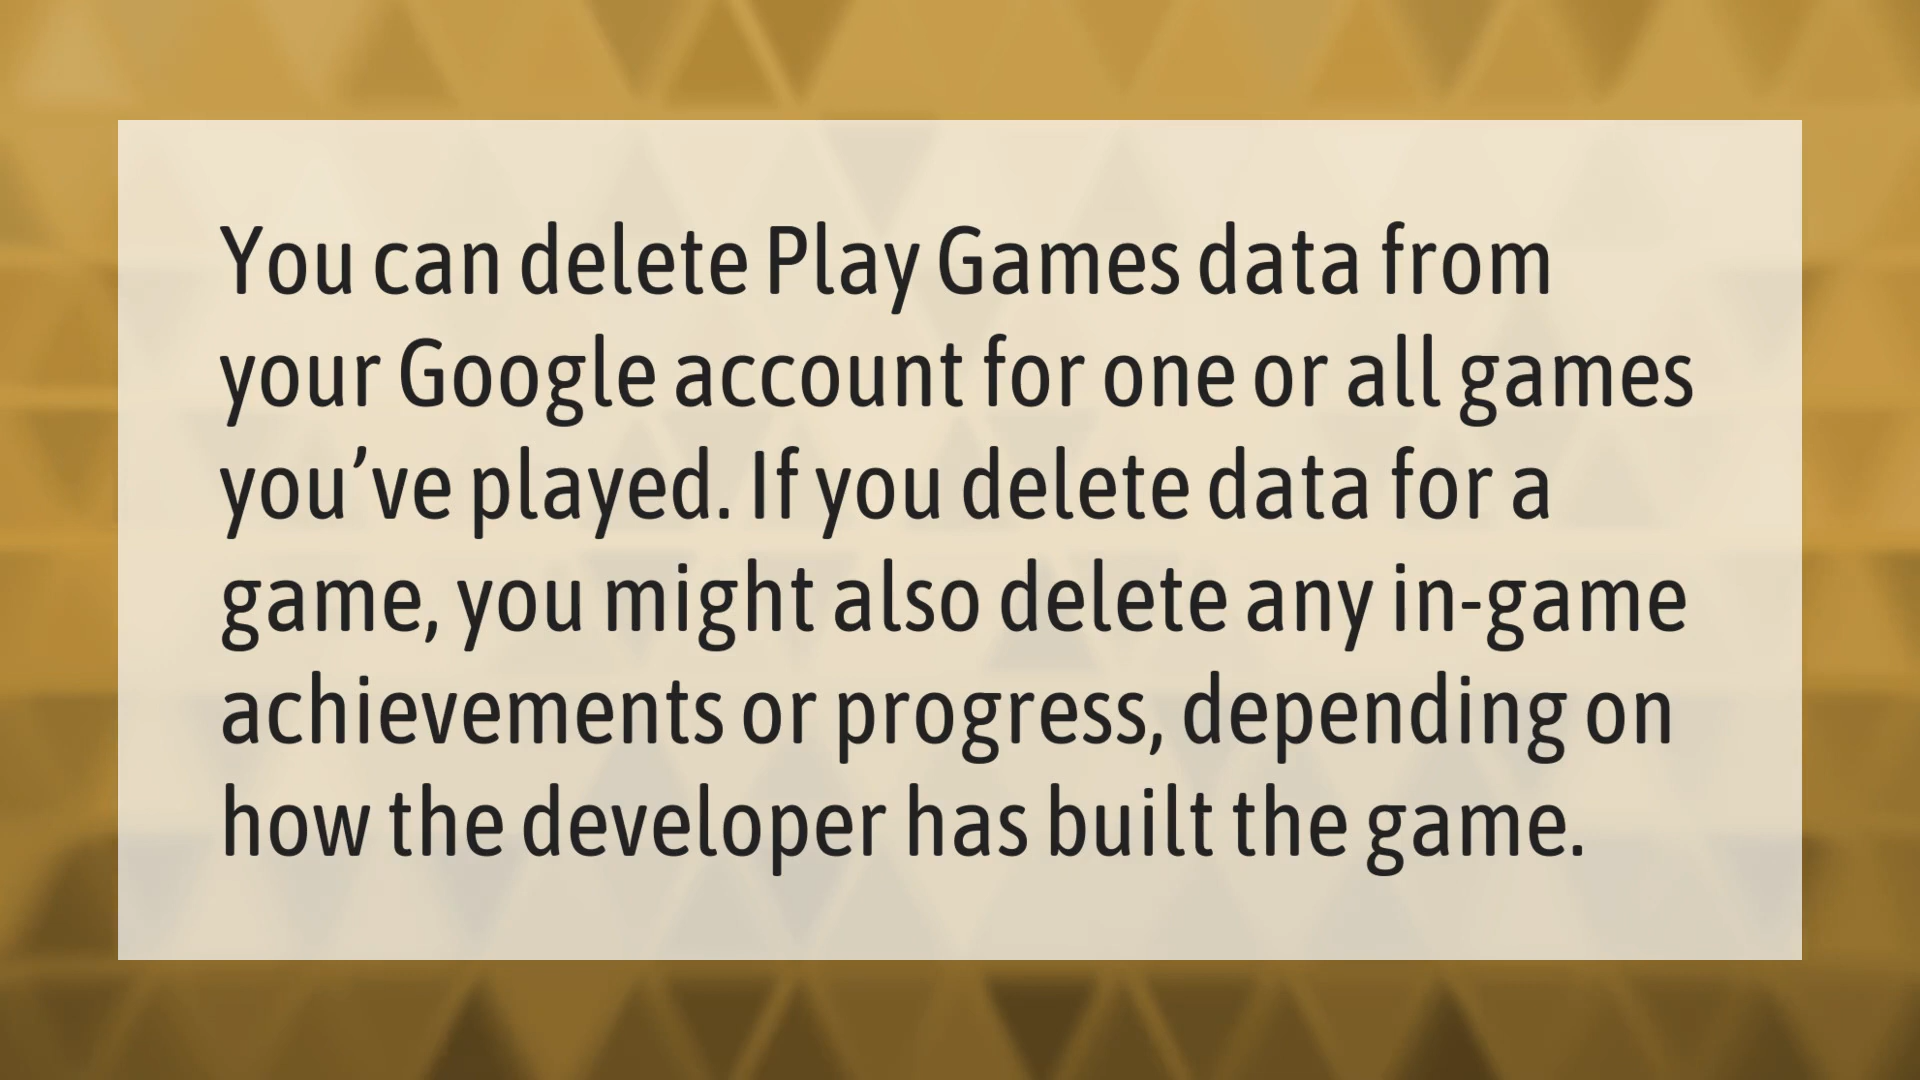 You can delete Play Games data from
your Google account for one or all games
you’ve played. If you delete data for a
game, you might also delete any in-game
achievements or progress, depending on
how the developer has built the game.